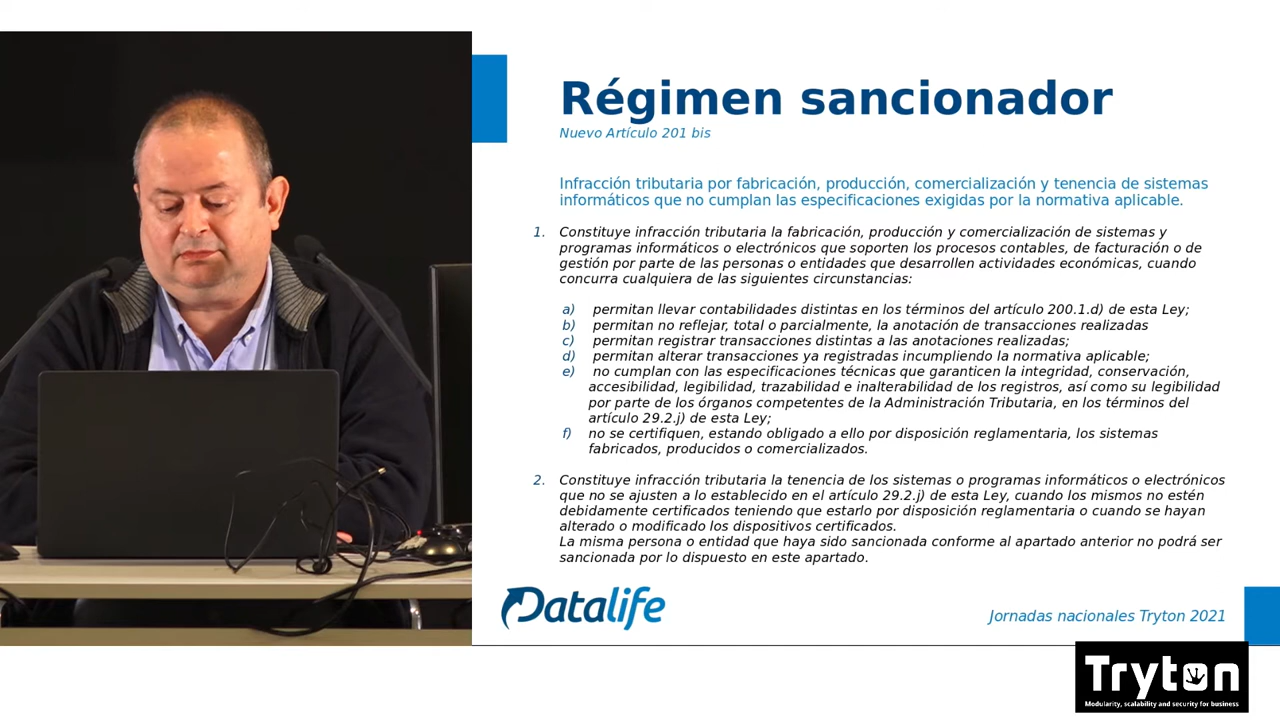 Régimen sancionador
Nuevo Artículo 201 bis
Infracción tributaria por fabricación, producción, comercialización y tenencia de sistemas
informáticos que no cumplan las especificaciones exigidas por la normativa aplicable.
1. Constituye infracción tributaria la fabricación, producción y comercialización de sistemas y
programas informáticos o electrónicos que soporten los procesos contables, de facturación o de
gestión por parte de las personas o entidades que desarrollen actividades económicas, cuando
concurra cualquiera de las siguientes circunstancias:
a) permitan llevar contabilidades distintas en los términos del artículo 200.1.d) de esta Ley;
b) permitan no reflejar, total o parcialmente, la anotación de transacciones realizadas
c) permitan registrar transacciones distintas a las anotaciones realizadas;
d) permitan alterar transacciones ya registradas incumpliendo la normativa aplicable;
e) no cumplan con las especificaciones técnicas que garanticen la integridad, conservación,
accesibilidad, legibilidad, trazabilidad e inalterabilidad de los registros, así como su legibilidad
por parte de los órganos competentes de la Administración Tributaria, en los términos del
artículo 29.2.j) de esta Ley;
f) no se certifiquen, estando obligado a ello por disposición reglamentaria, los sistemas
fabricados, producidos o comercializados.
2. Constituye infracción tributaria la tenencia de los sistemas o programas informáticos o electrónicos
que no se ajusten a lo establecido en el artículo 29.2.j) de esta Ley, cuando los mismos no estén
debidamente certificados teniendo que estarlo por disposición reglamentaria o cuando se hayan
alterado o modificado los dispositivos certificados.
La misma persona o entidad que haya sido sancionada conforme al apartado anterior no podrá ser
sancionada por lo dispuesto en este apartado.
Datalife
Jornadas nacionales Tryton 2021
Tryton
Modularity, scalability and security for business